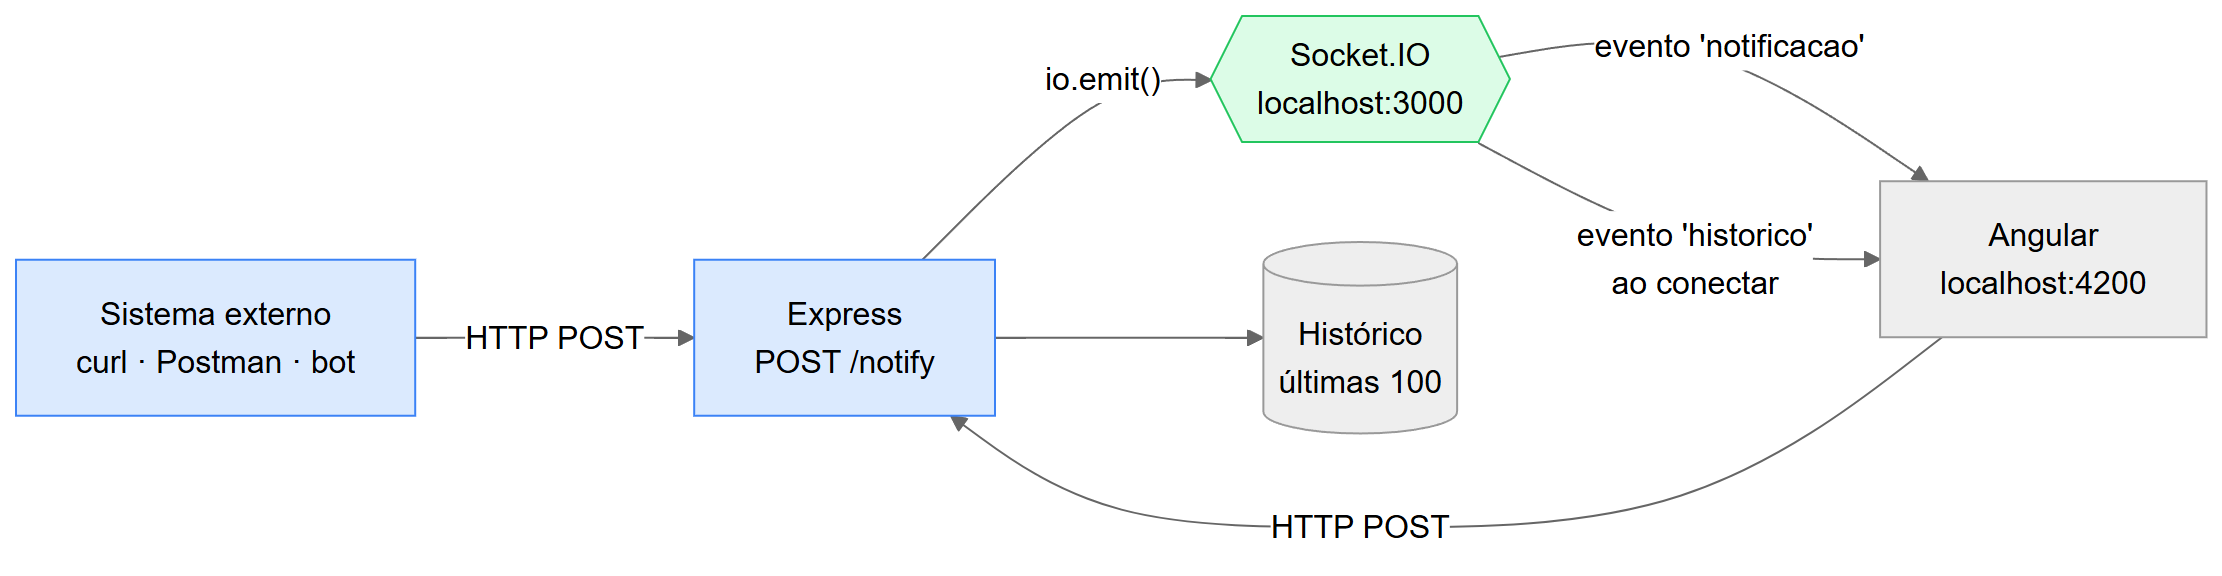 Sistema externo
curl · Postman · bot
HTTP POST
Express
POST /notify
io.emit()
Socket.IO
localhost:3000
Histórico
últimas 100
evento 'notificacao'
evento 'historico'
ao conectar
Angular
localhost:4200
HTTP POST